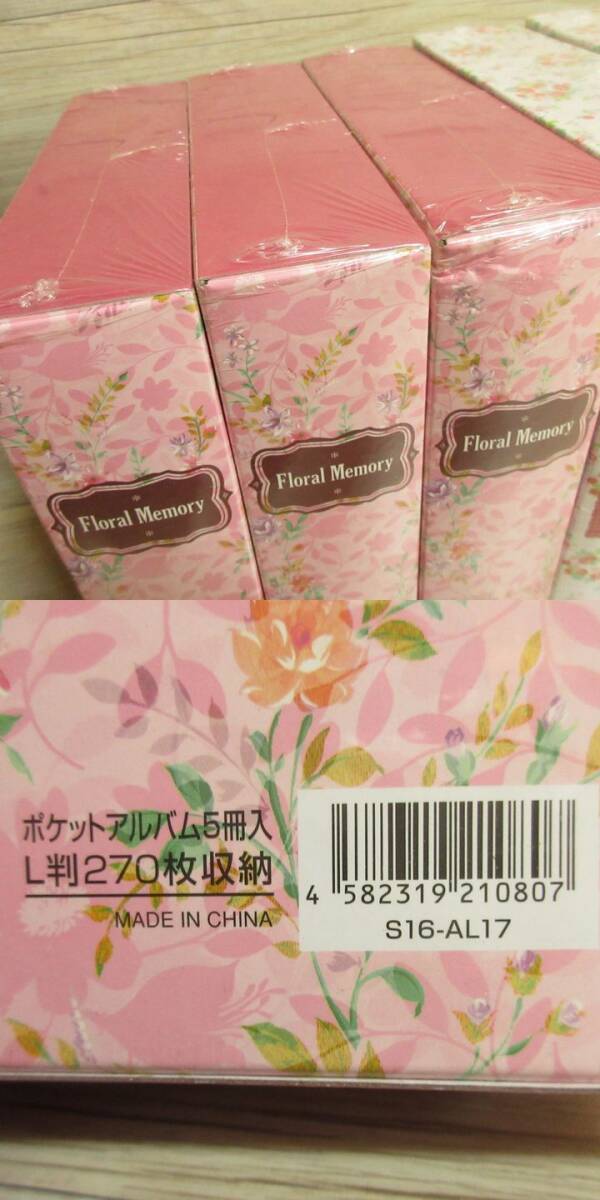 Floral Memory
Floral Memory
Floral Memory
ポケットアルバム5冊入
L判270枚収納
MADE IN CHINA
4 582319 210807
S16-AL17